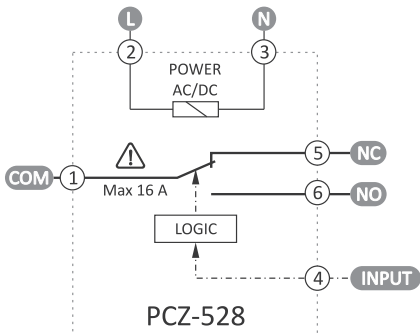 L N
2 3
POWER
AC/DC
5 NC
COM 1
Max 16 A
6 NO
LOGIC
4 INPUT
PCZ-528